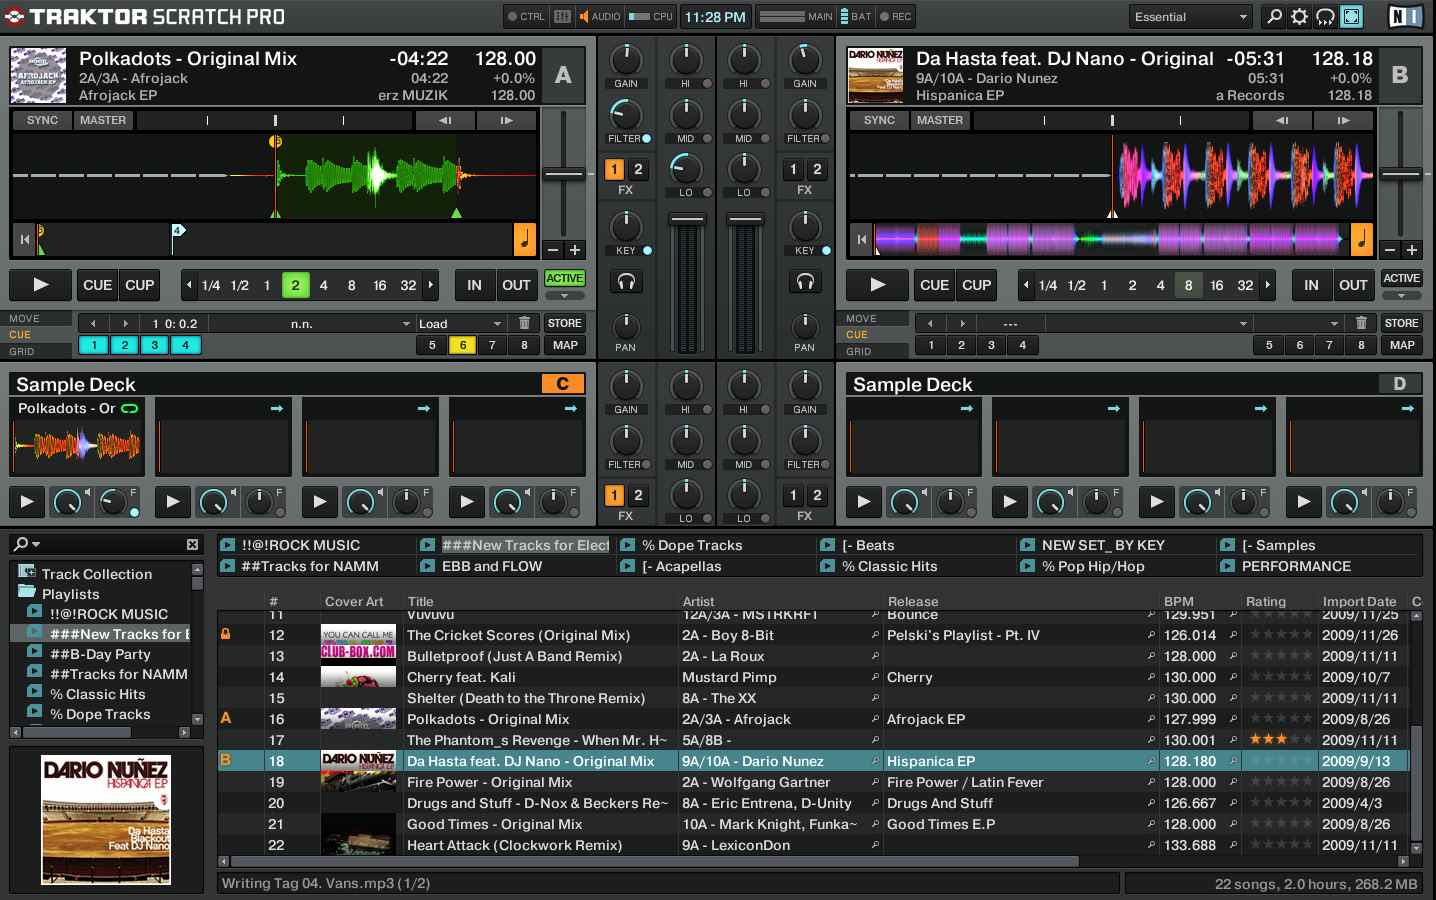 TRAKTOR SCRATCH PRO
CTRL AUDIO CPU 11:28 PM MAIN BAT REC Essential
Polkadots - Original Mix -04:22 128.00 A
2A/3A - Afrojack 04:22 +0.0%
Afrojack EP erz MUZIK 128.00
SYNC MASTER
4
CUE CUP 1/4 1/2 1 2 4 8 16 32 IN OUT ACTIVE
MOVE
CUE
GRID
1 0: 0.2 n.n. Load STORE
1 2 3 4 5 6 7 8 MAP
GAIN HI HI GAIN
FILTER MID MID FILTER
1 2 LO LO 1 2
FX FX
KEY KEY
PAN PAN
Da Hasta feat. DJ Nano - Original -05:31 128.18 B
9A/10A - Dario Nunez 05:31 +0.0%
Hispanica EP a Records 128.18
SYNC MASTER
CUE CUP 1/4 1/2 1 2 4 8 16 32 IN OUT ACTIVE
MOVE
CUE
GRID
--- STORE
1 2 3 4 5 6 7 8 MAP
Sample Deck C
Polkadots - Or
F F F F
GAIN HI HI GAIN
FILTER MID MID FILTER
1 2 LO LO 1 2
FX FX
Sample Deck D
F F F F
!!@!ROCK MUSIC ###New Tracks for Elect % Dope Tracks [- Beats NEW SET_ BY KEY [- Samples
##Tracks for NAMM EBB and FLOW [- Acapellas % Classic Hits % Pop Hip/Hop PERFORMANCE
Track Collection
Playlists
!!@!ROCK MUSIC
###New Tracks for E
##B-Day Party
##Tracks for NAMM
% Classic Hits
% Dope Tracks
DARIO NUÑEZ
HISPANICA EP
Da Hasta
Blackout
Feat DJ Nano
# Cover Art Title Artist Release BPM Rating Import Date C
11 Vuvuvu 12A/3A - MSTRKRFT Bounce 129.951 2009/11/25
12 YOU CAN CALL ME CLUB-BOX.COM The Cricket Scores (Original Mix) 2A - Boy 8-Bit Pelski's Playlist - Pt. IV 126.014 2009/11/26
13 Bulletproof (Just A Band Remix) 2A - La Roux 128.000 2009/11/11
14 Cherry feat. Kali Mustard Pimp Cherry 130.000 2009/10/7
15 Shelter (Death to the Throne Remix) 8A - The XX 130.000 2009/11/11
A 16 Polkadots - Original Mix 2A/3A - Afrojack Afrojack EP 127.999 2009/8/26
17 The Phantom_s Revenge - When Mr. H~ 5A/8B - 130.001 2009/11/11
B 18 DARIO NUÑEZ Da Hasta feat. DJ Nano - Original Mix 9A/10A - Dario Nunez Hispanica EP 128.180 2009/9/13
19 Fire Power - Original Mix 2A - Wolfgang Gartner Fire Power / Latin Fever 128.000 2009/8/26
20 Drugs and Stuff - D-Nox & Beckers Re~ 8A - Eric Entrena, D-Unity Drugs And Stuff 126.667 2009/4/3
21 Good Times - Original Mix 10A - Mark Knight, Funka~ Good Times E.P 128.000 2009/8/26
22 Heart Attack (Clockwork Remix) 9A - LexiconDon 133.688 2009/11/11
Writing Tag 04. Vans.mp3 (1/2) 22 songs, 2.0 hours, 268.2 MB